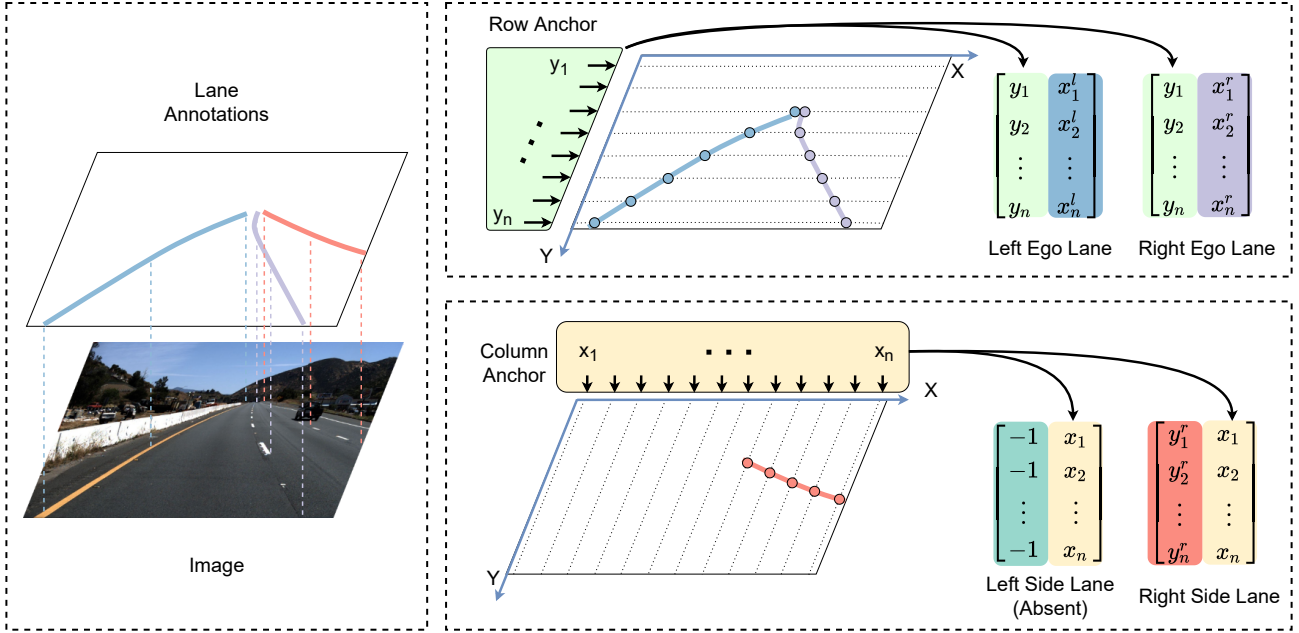 Lane
Annotations
Image
Row Anchor
y₁
yₙ
X
Y
[y₁ x₁ˡ]
[y₂ x₂ˡ]
[⋮ ⋮]
[yₙ xₙˡ]
Left Ego Lane
[y₁ x₁ʳ]
[y₂ x₂ʳ]
[⋮ ⋮]
[yₙ xₙʳ]
Right Ego Lane
Column
Anchor
x₁ ... xₙ
X
Y
[−1 x₁]
[−1 x₂]
[⋮ ⋮]
[−1 xₙ]
Left Side Lane
(Absent)
[y₁ʳ x₁]
[y₂ʳ x₂]
[⋮ ⋮]
[yₙʳ xₙ]
Right Side Lane